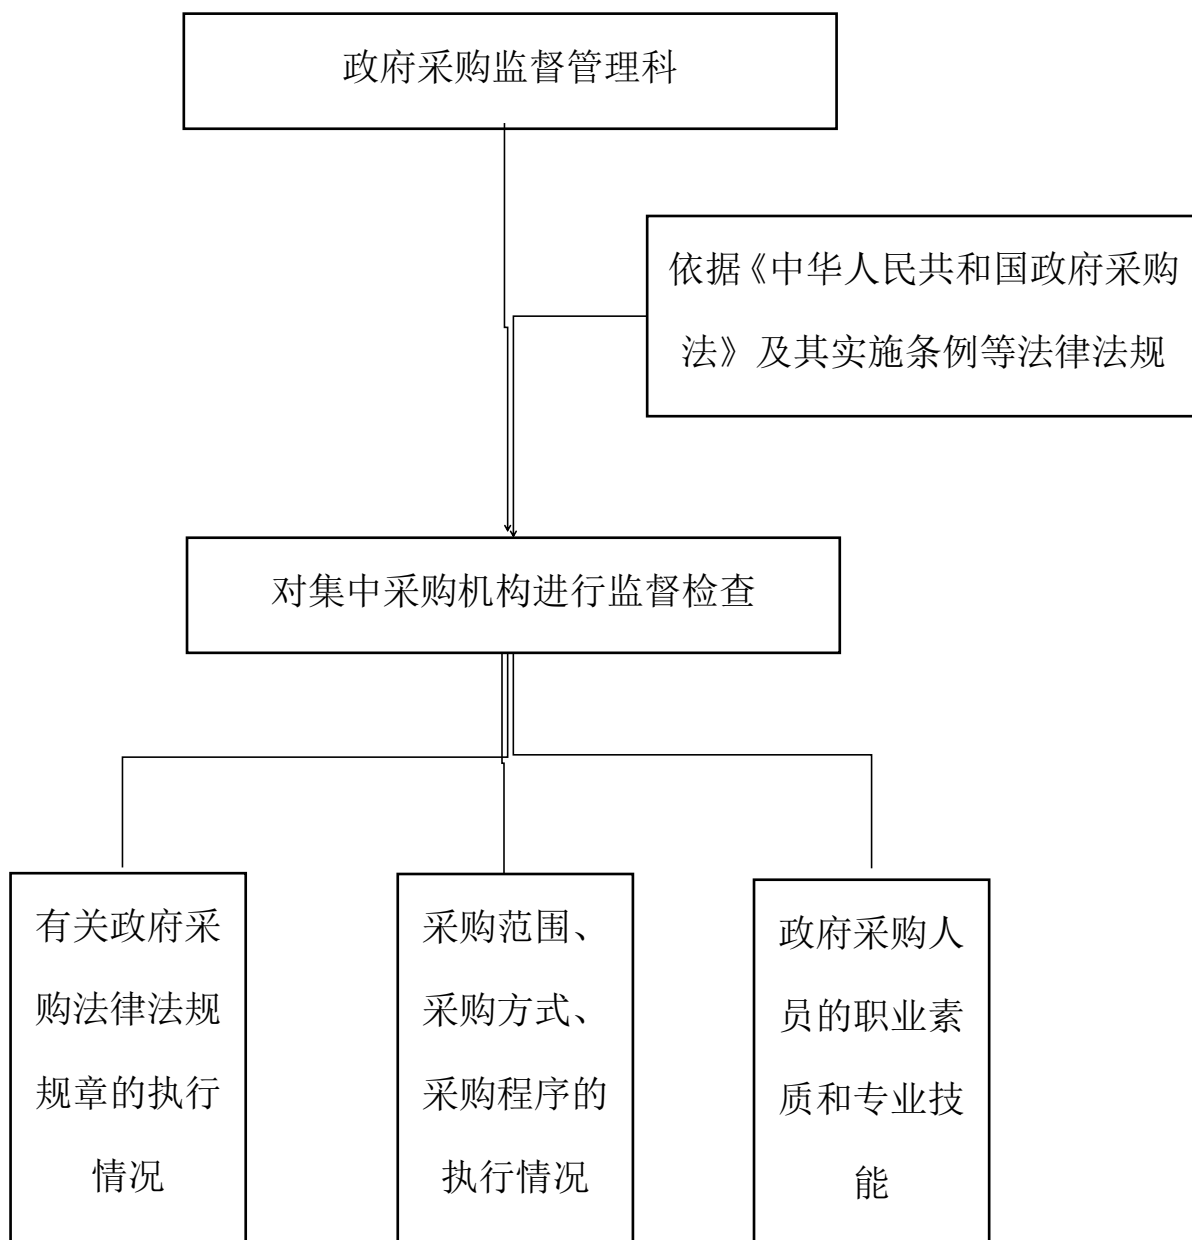 政府采购监督管理科
依据《中华人民共和国政府采购
法》及其实施条例等法律法规
对集中采购机构进行监督检查
有关政府采
购法律法规
规章的执行
情况
采购范围、
采购方式、
采购程序的
执行情况
政府采购人
员的职业素
质和专业技
能